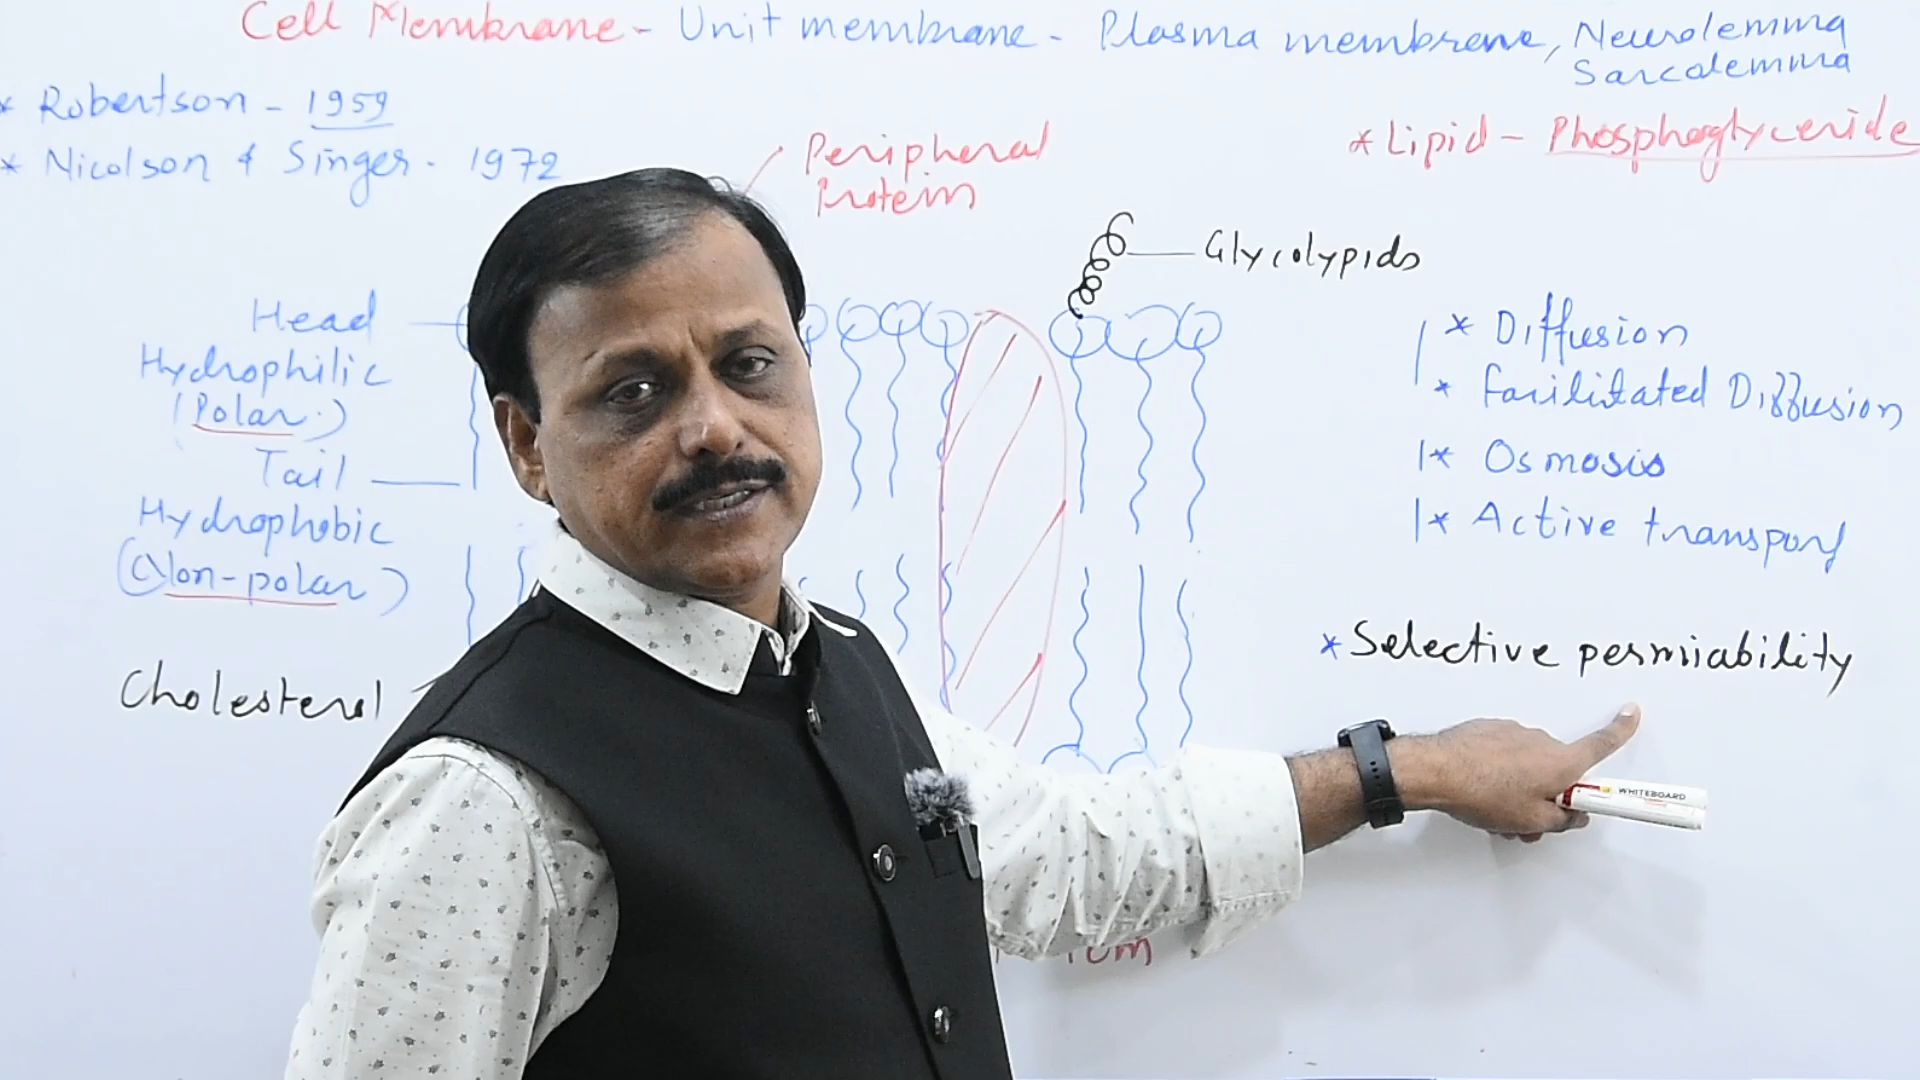 Cell Membrane - Unit membrane - Plasma membrane, Neurolemma
Sarcolemma
* Robertson - 1959
* Nicolson & Singer - 1972
Peripheral
Protein
* Lipid - Phosphoglyceride
Glycolypids
Head
Hydrophilic
(Polar)
Tail
Hydrophobic
(Non-polar)
Cholesterol
* Diffusion
* Facilitated Diffusion
* Osmosis
* Active transport
* Selective permiability
WHITEBOARD